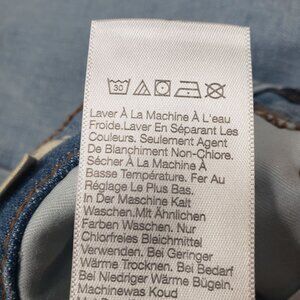 30
Laver À La Machine À L'eau
Froide.Laver En Séparant Les
Couleurs. Seulement Agent
De Blanchiment Non-Chlore.
Sécher À La Machine À
Basse Température. Fer Au
Réglage Le Plus Bas.
In Der Maschine Kalt
Waschen.Mit Ähnlichen
Farben Waschen. Nur
Chlorfreies Bleichmittel
Verwenden. Bei Geringer
Wärme Trocknen. Bei Bedarf
Bei Niedriger Wärme Bügeln.
Machinewas Koud